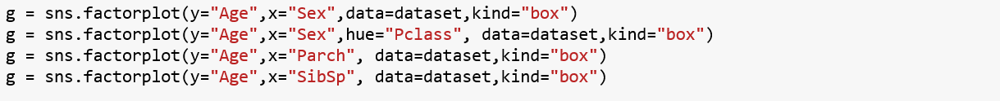 g = sns.factorplot(y="Age",x="Sex",data=dataset,kind="box")
g = sns.factorplot(y="Age",x="Sex",hue="Pclass", data=dataset,kind="box")
g = sns.factorplot(y="Age",x="Parch", data=dataset,kind="box")
g = sns.factorplot(y="Age",x="SibSp", data=dataset,kind="box")